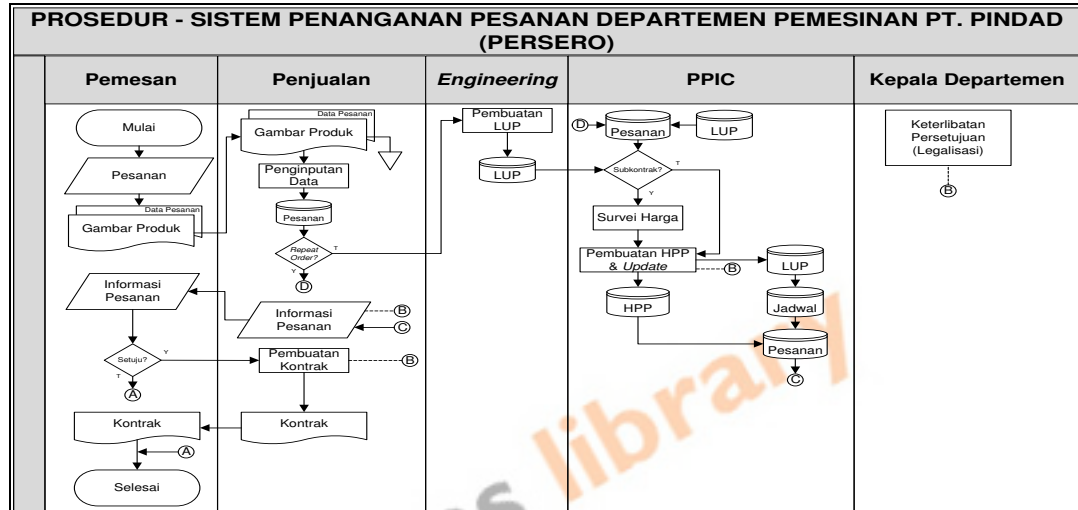 PROSEDUR - SISTEM PENANGANAN PESANAN DEPARTEMEN PEMESINAN PT. PINDAD
(PERSERO)
Pemesan
Penjualan
Engineering
PPIC
Kepala Departemen
Mulai
Pesanan
Data Pesanan
Gambar Produk
Informasi
Pesanan
Setuju?
Y
T
A
Kontrak
A
Selesai
Data Pesanan
Gambar Produk
Penginputan
Data
Pesanan
Repeat
Order?
T
Y
D
Informasi
Pesanan
B
C
Pembuatan
Kontrak
B
Kontrak
Pembuatan
LUP
LUP
D
Pesanan
LUP
Subkontrak?
T
Y
Survei Harga
Pembuatan HPP
& Update
B
LUP
HPP
Jadwal
Pesanan
C
Keterlibatan
Persetujuan
(Legalisasi)
B
s library